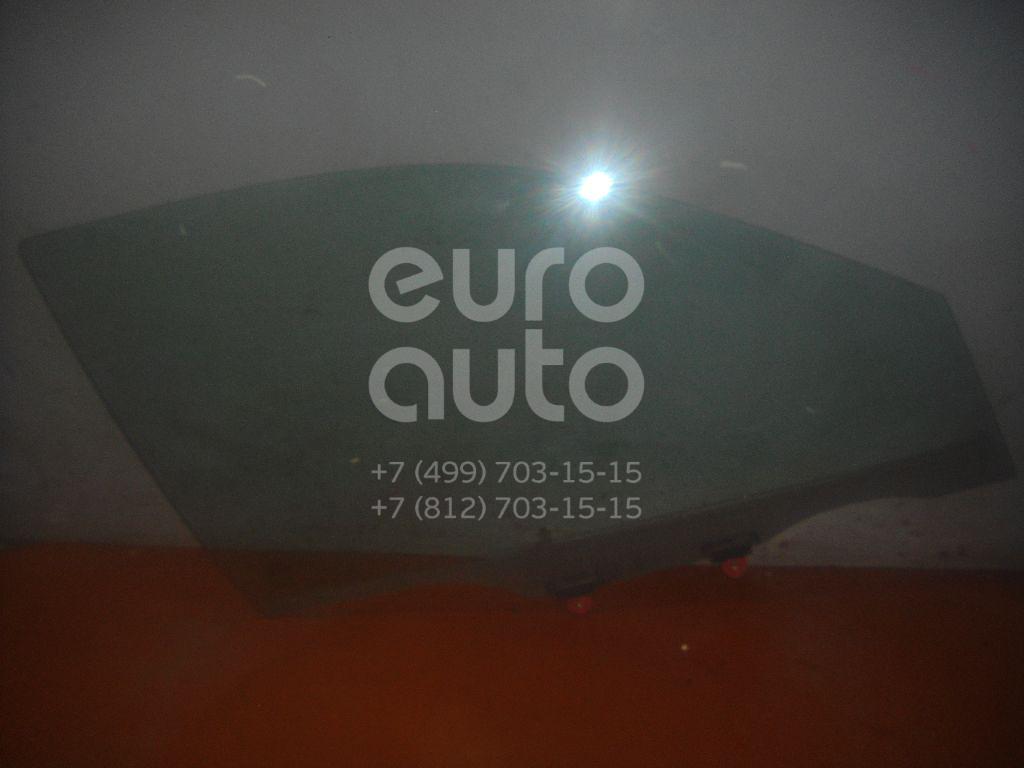 euro
auto
+7 (499) 703-15-15
+7 (812) 703-15-15